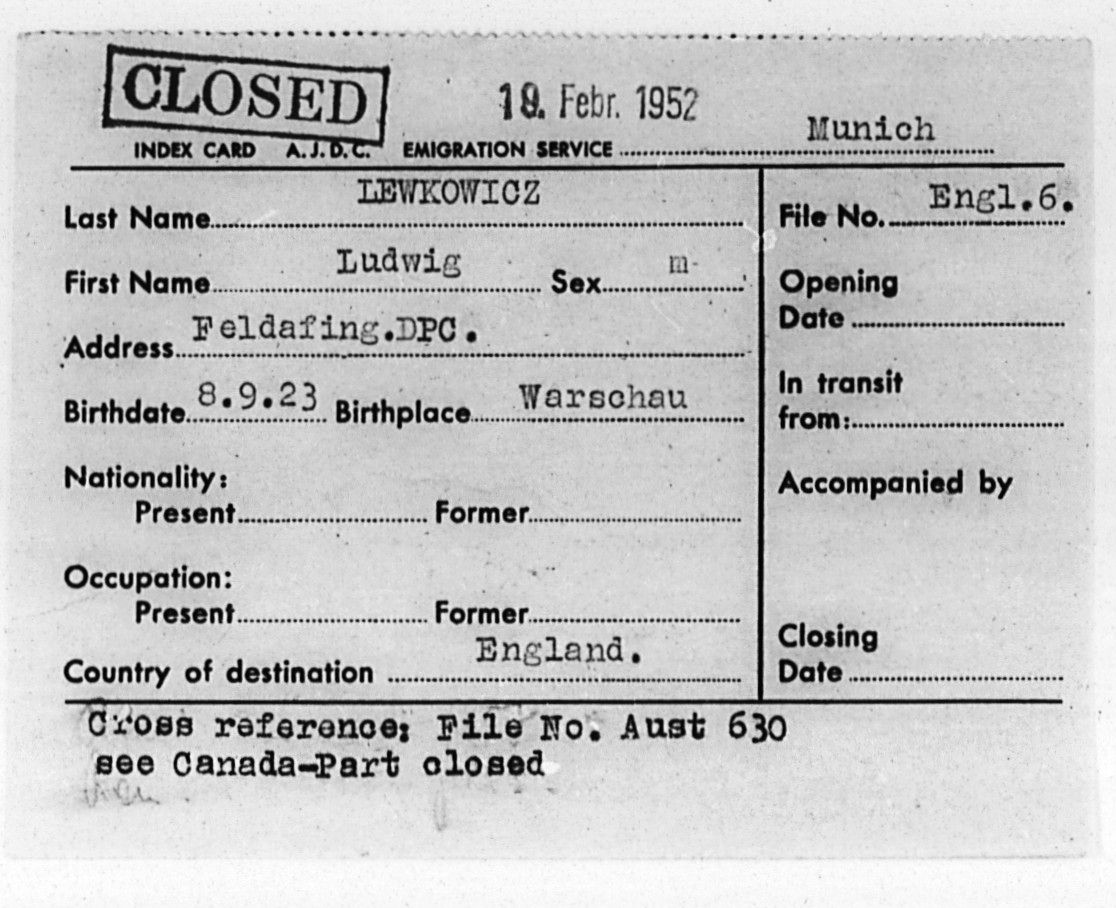 CLOSED
19. Febr. 1952
Munich
INDEX CARD A.J.D.C. EMIGRATION SERVICE
LEWKOWICZ
Last Name
Engl.6.
File No.
Ludwig
m-
First Name Sex
Opening
Date
Feldafing.DPC.
Address
8.9.23 Warschau
Birthdate Birthplace
In transit
from:
Nationality:
Present Former
Accompanied by
Occupation:
Present Former
England.
Country of destination
Closing
Date
Cross reference; File No. Aust 630
see Canada-Part closed